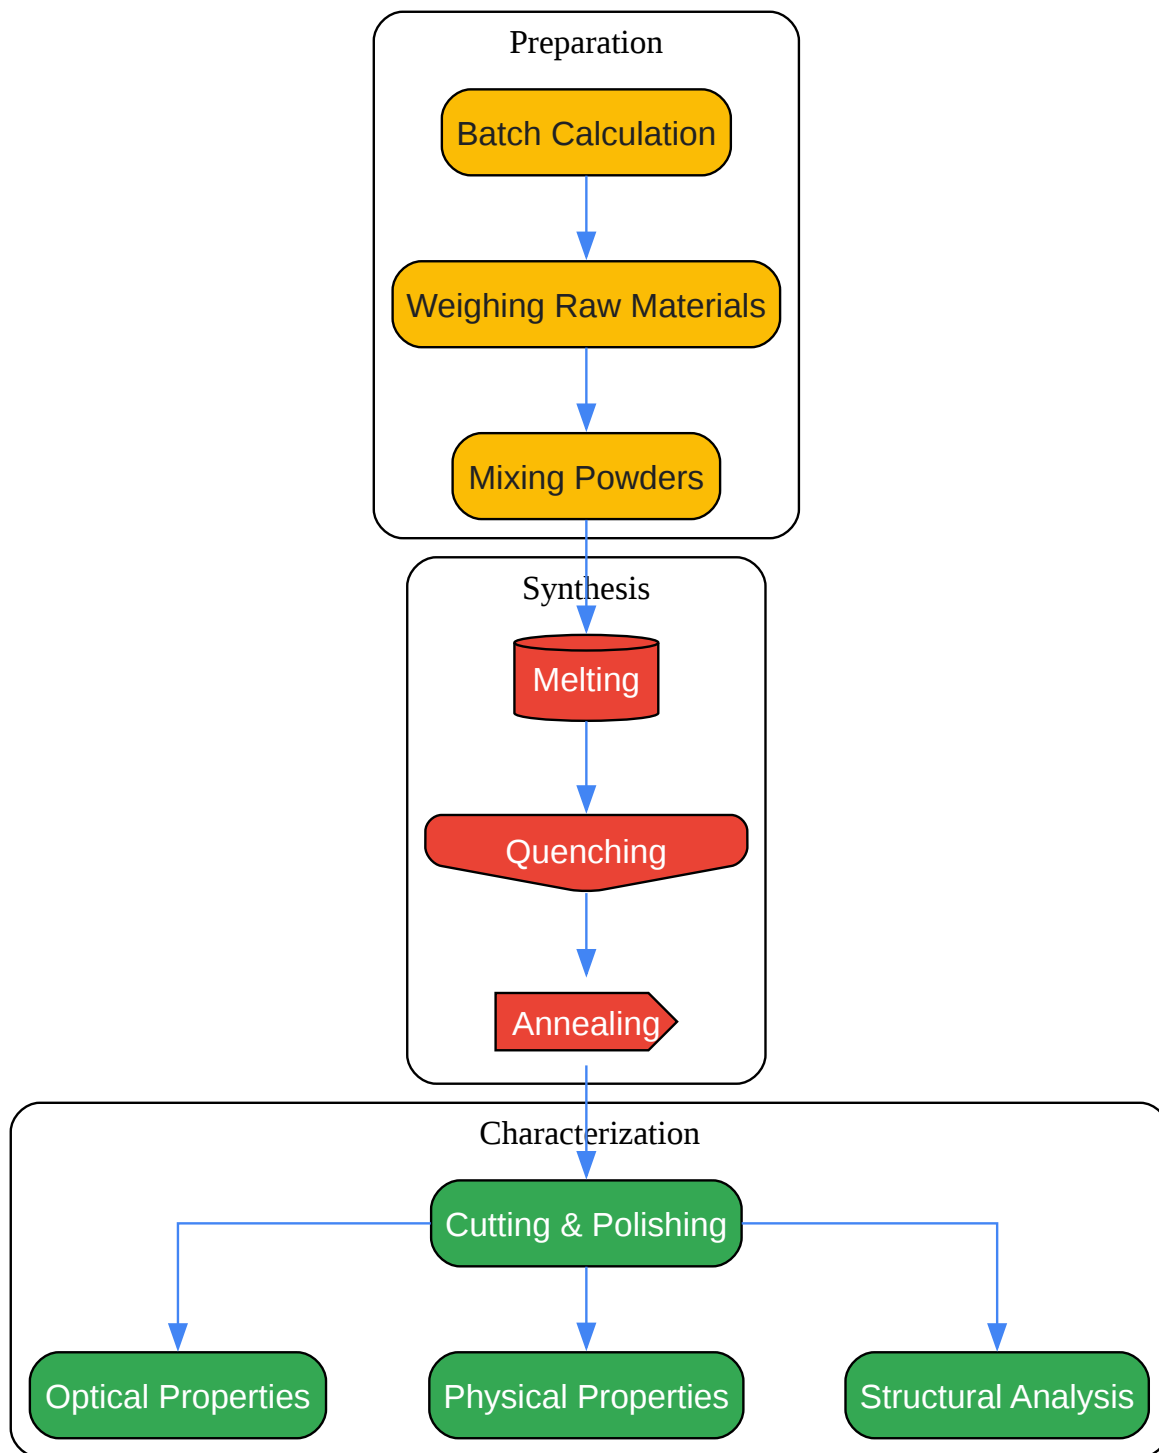 Preparation
Batch Calculation
Weighing Raw Materials
Mixing Powders
Synthesis
Melting
Quenching
Annealing
Characterization
Cutting & Polishing
Optical Properties
Physical Properties
Structural Analysis